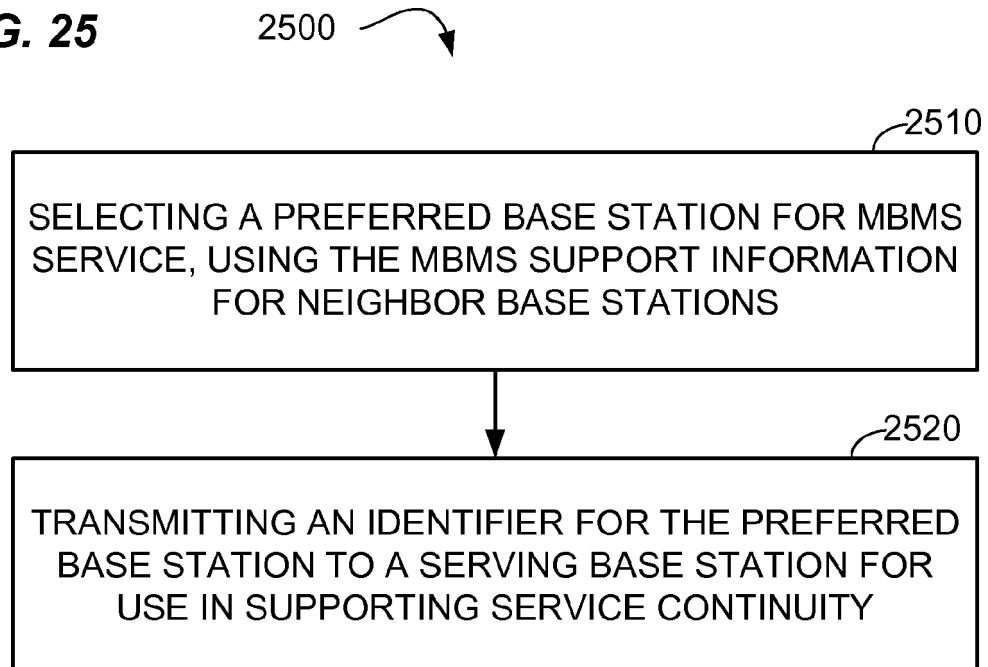 G. 25
2500
2510
SELECTING A PREFERRED BASE STATION FOR MBMS
SERVICE, USING THE MBMS SUPPORT INFORMATION
FOR NEIGHBOR BASE STATIONS
2520
TRANSMITTING AN IDENTIFIER FOR THE PREFERRED
BASE STATION TO A SERVING BASE STATION FOR
USE IN SUPPORTING SERVICE CONTINUITY